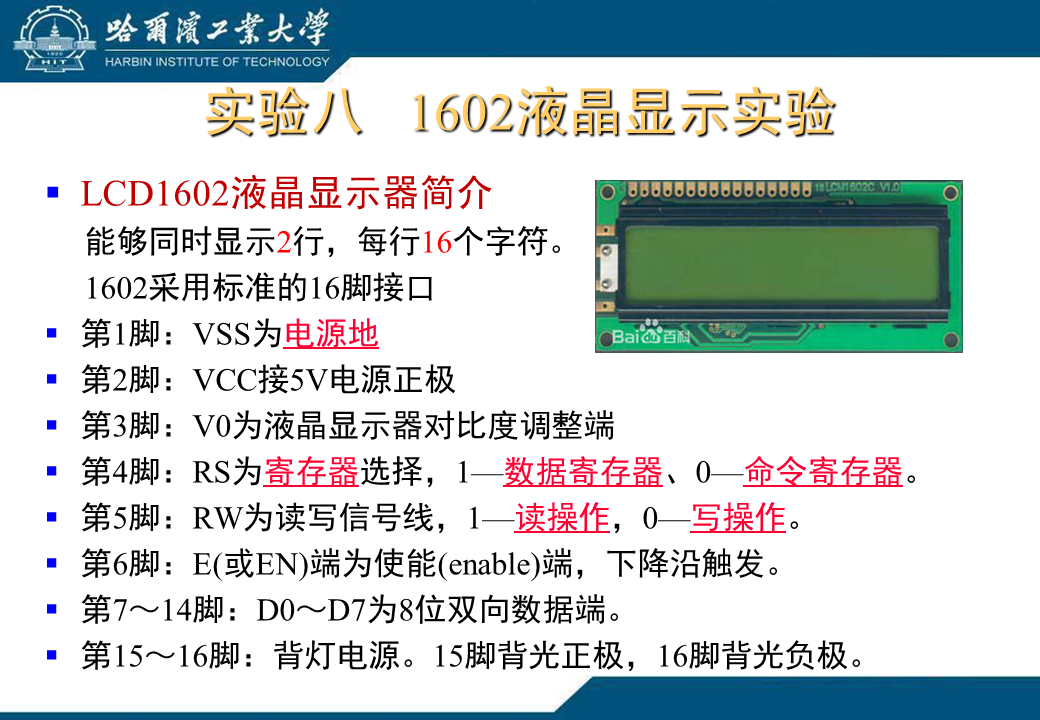 哈尔滨工业大学
HARBIN INSTITUTE OF TECHNOLOGY
HIT
实验八 1602液晶显示实验
LCD1602液晶显示器简介
能够同时显示2行，每行16个字符。
1602采用标准的16脚接口
16 LCM1602C V1.0
Bai百科
第1脚：VSS为电源地
第2脚：VCC接5V电源正极
第3脚：V0为液晶显示器对比度调整端
第4脚：RS为寄存器选择，1—数据寄存器、0—命令寄存器。
第5脚：RW为读写信号线，1—读操作，0—写操作。
第6脚：E(或EN)端为使能(enable)端，下降沿触发。
第7～14脚：D0～D7为8位双向数据端。
第15～16脚：背灯电源。15脚背光正极，16脚背光负极。